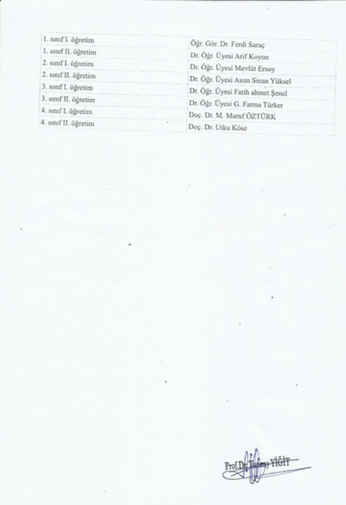 1. sınıf I. öğretim Öğr. Gör. Dr. Ferdi Saraç
1. sınıf II. öğretim Dr. Öğr. Üyesi Arif Koyun
2. sınıf I. öğretim Dr. Öğr. Üyesi Mevlüt Ersoy
2. sınıf II. öğretim Dr. Öğr. Üyesi Asım Sinan Yüksel
3. sınıf I. öğretim Dr. Öğr. Üyesi Fatih ahmet Şenel
3. sınıf II. öğretim Dr. Öğr. Üyesi G. Fatma Türker
4. sınıf I. öğretim Doç. Dr. M. Maruf ÖZTÜRK
4. sınıf II. öğretim Doç. Dr. Utku Köse
Prof.Dr. YİĞİT